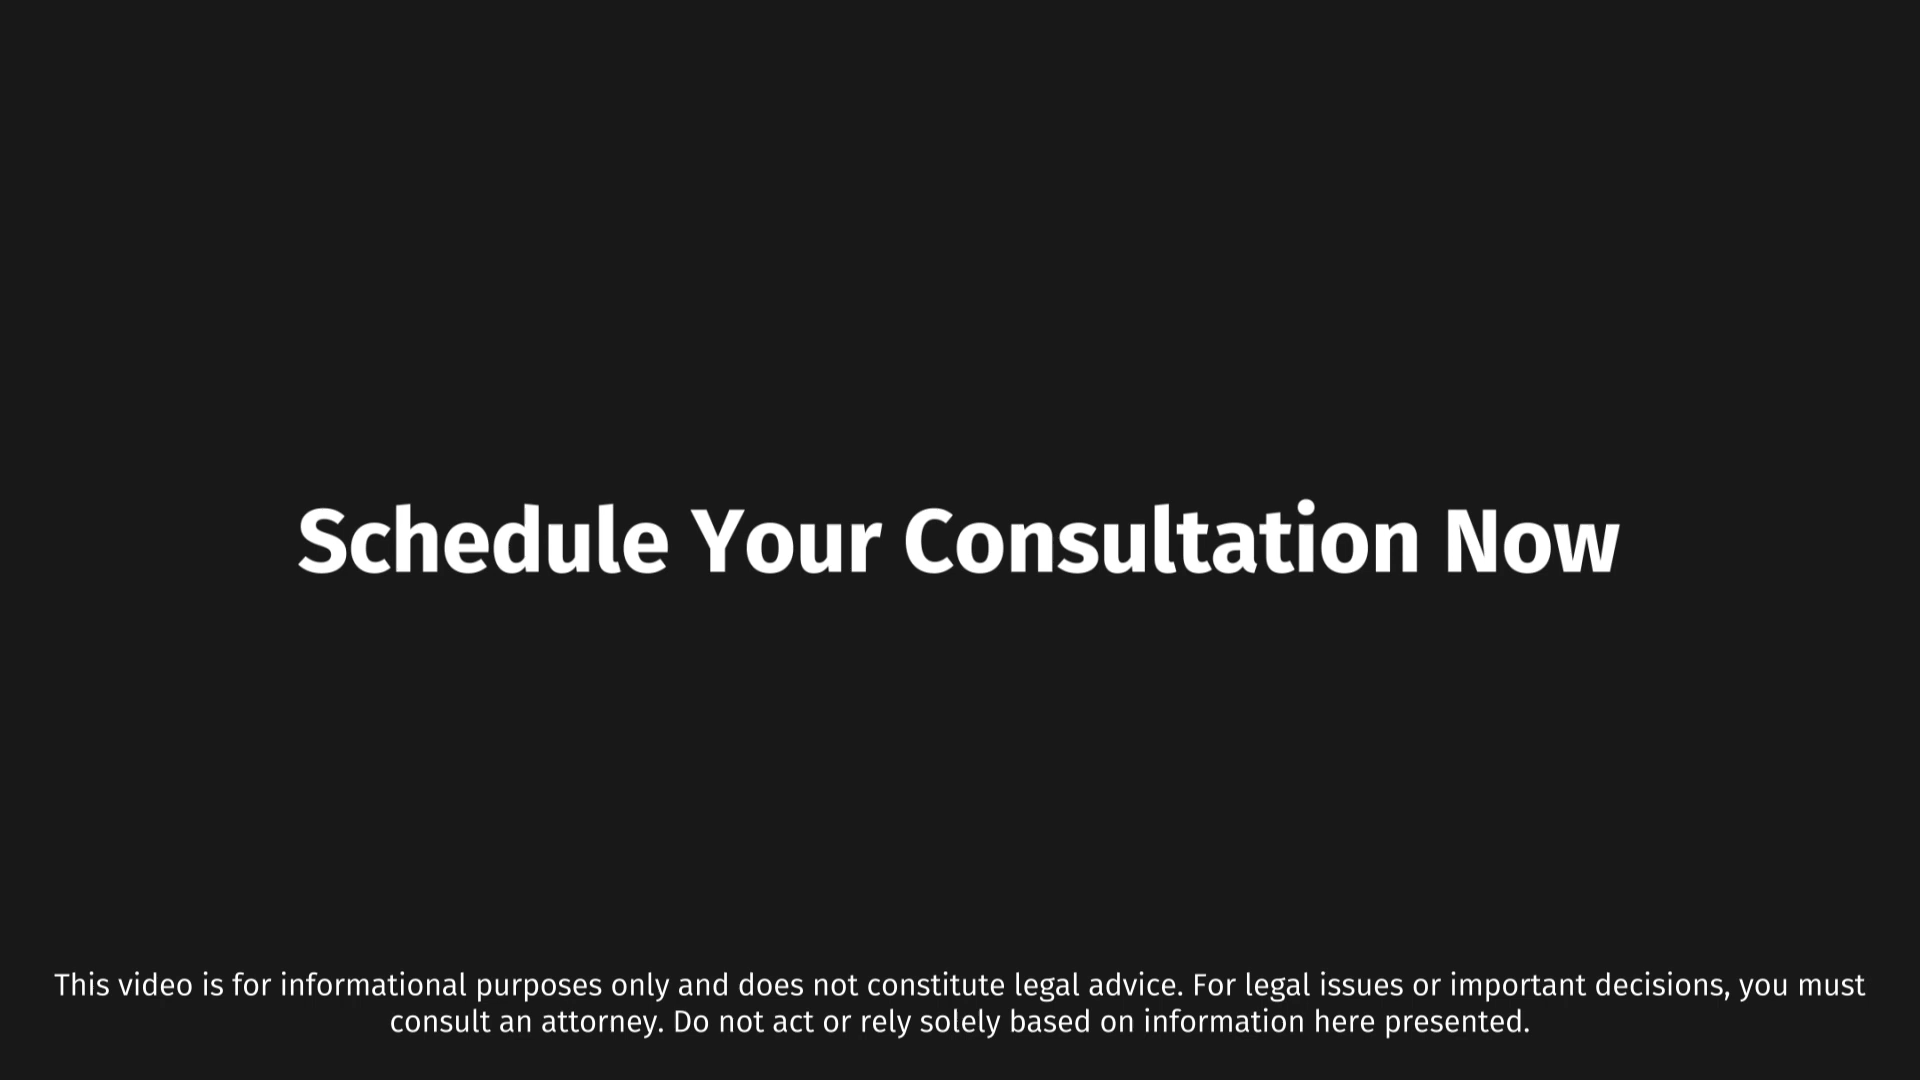 Schedule Your Consultation Now
This video is for informational purposes only and does not constitute legal advice. For legal issues or important decisions, you must
consult an attorney. Do not act or rely solely based on information here presented.